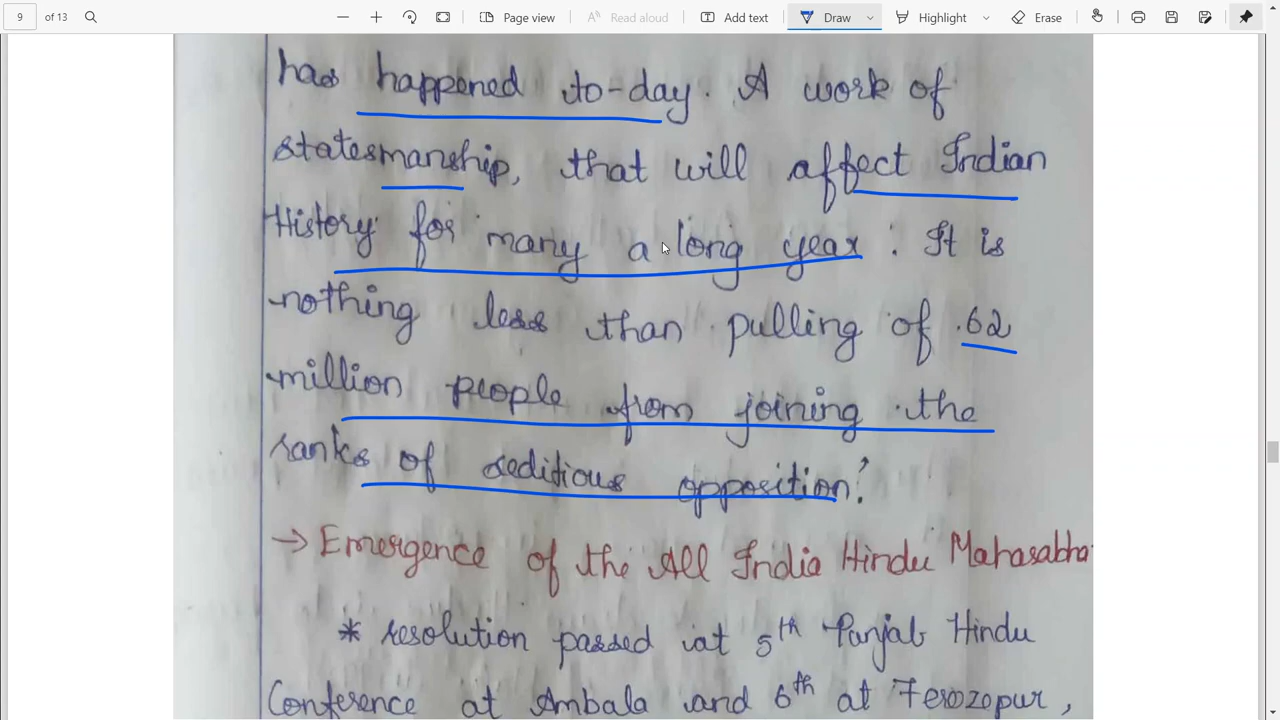 9 of 13 Page view Read aloud Add text Draw Highlight Erase
has happened to-day. A work of
statesmanship, that will affect Indian
History for many a long year. It is
nothing less than pulling of 62
million people from joining the
ranks of seditious opposition.'
→ Emergence of the All India Hindu Mahasabha
* resolution passed at 5th Punjab Hindu
Conference at Ambala and 6th at Ferozepur,